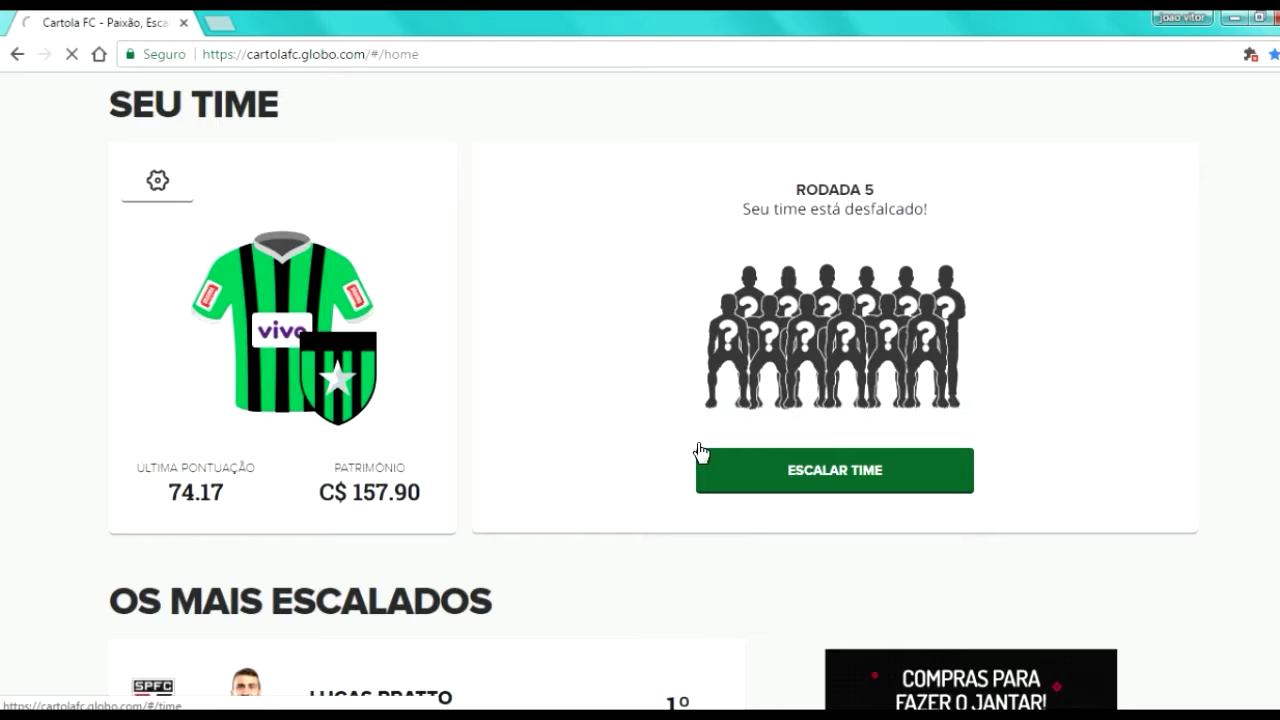 Cartola FC - Paixão, Esca
joao vitor
Seguro
https://cartolafc.globo.com/#/home
SEU TIME
RODADA 5
Seu time está desfalcado!
vivo
? ? ? ? ? ?
? ? ? ? ? ?
ESCALAR TIME
ÚLTIMA PONTUAÇÃO
PATRIMÔNIO
74.17
C$ 157.90
OS MAIS ESCALADOS
SPFC
LUCAS PRATTO
1º
COMPRAS PARA
FAZER O JANTAR!
https://cartolafc.globo.com/#/time